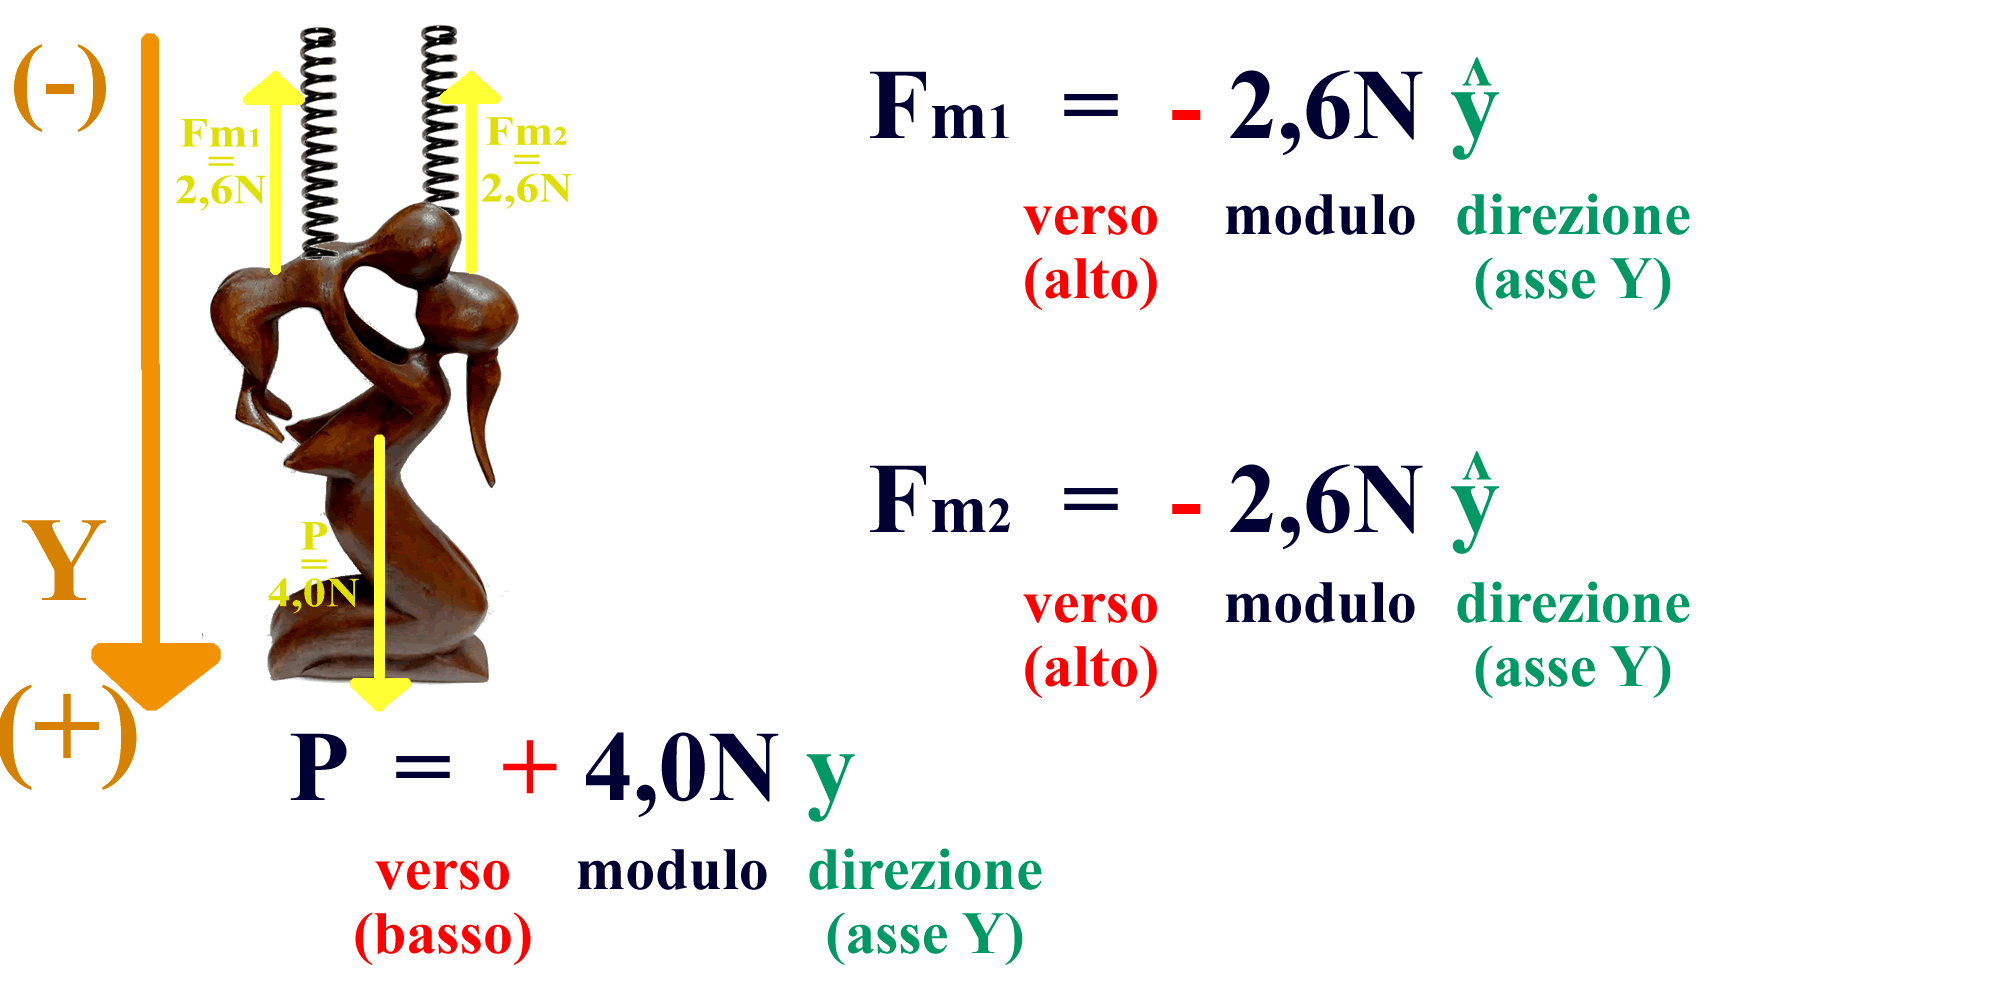 (-)
Fm1
=
2,6N
Fm2
=
2,6N
Fm1 = - 2,6N ŷ
verso modulo direzione
(alto) (asse Y)
Fm2 = - 2,6N ŷ
verso modulo direzione
(alto) (asse Y)
Y
P
=
4,0N
(+)
P = + 4,0N y
verso modulo direzione
(basso) (asse Y)